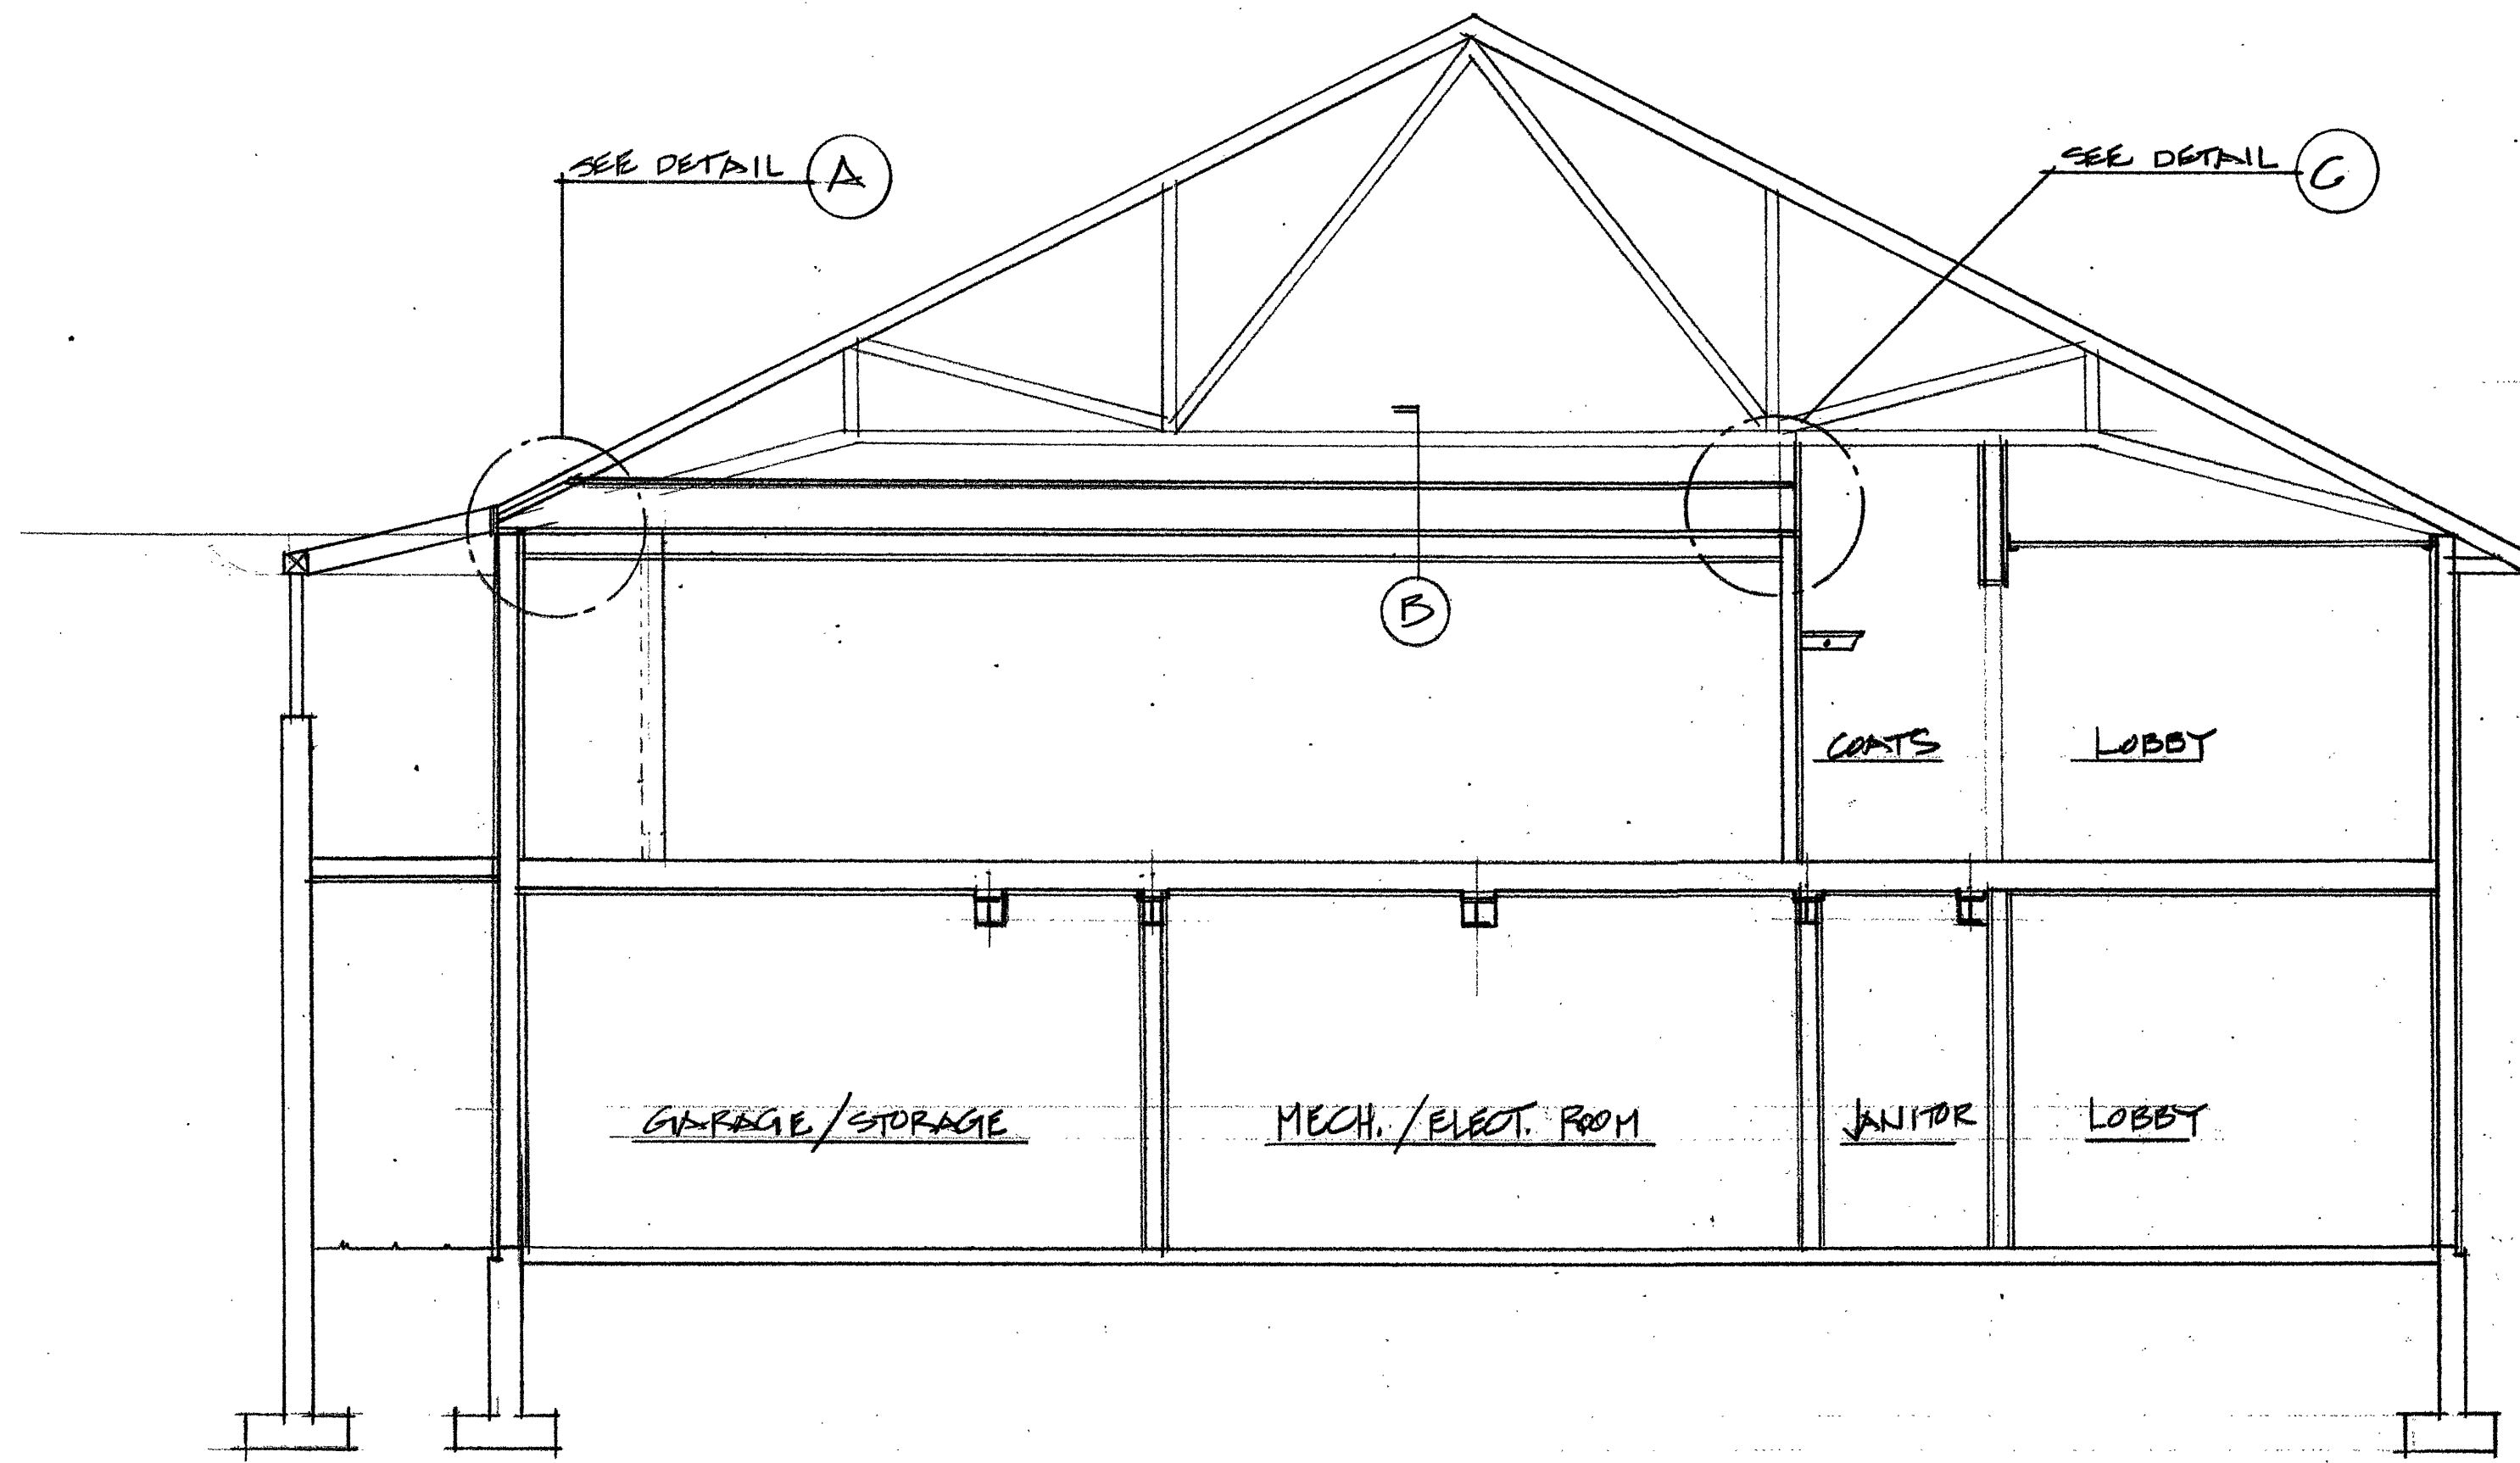 SEE DETAIL A
SEE DETAIL C
B
COATS
LOBBY
GARAGE/STORAGE
MECH./ELECT. ROOM
JANITOR
LOBBY